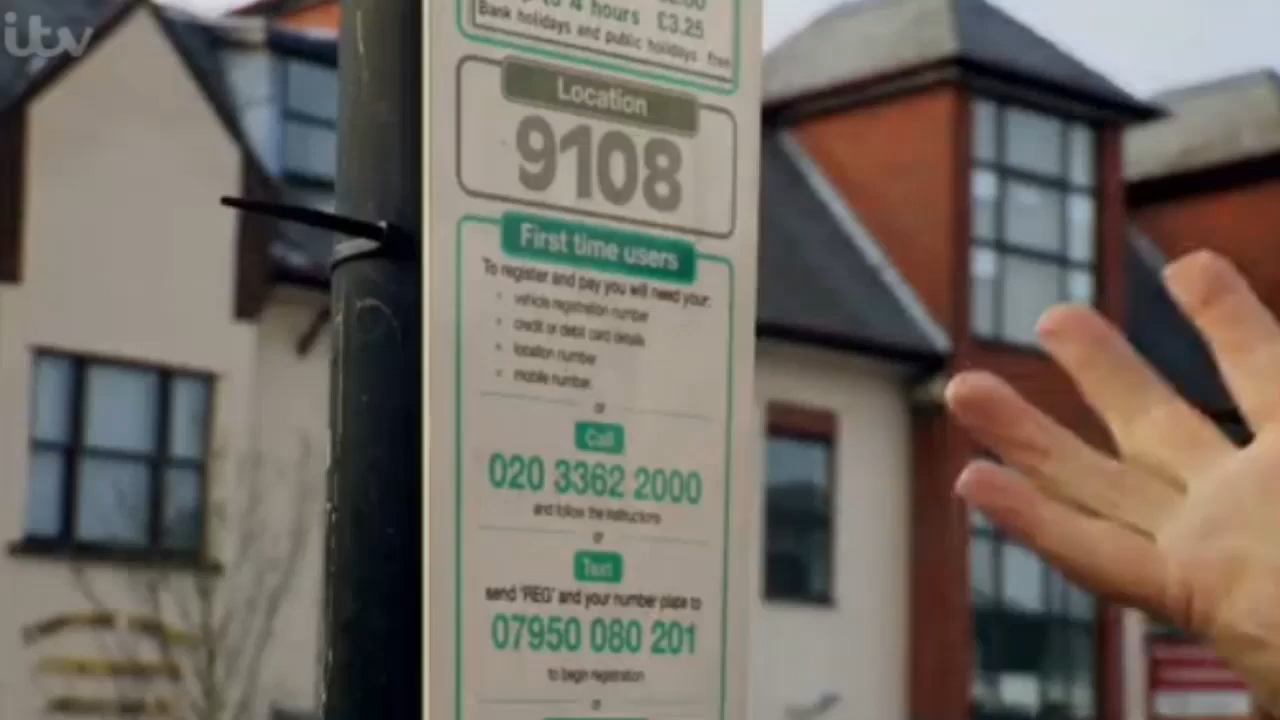 itv
4 hours £3.25
Bank holidays and public holidays free
Location
9108
First time users
To register and pay you will need your:
• vehicle registration number
• credit or debit card details
• location number
• mobile number.
or
Call
020 3362 2000
and follow the instructions
or
Text
send 'REG' and your number plate to
07950 080 201
to begin registration
or